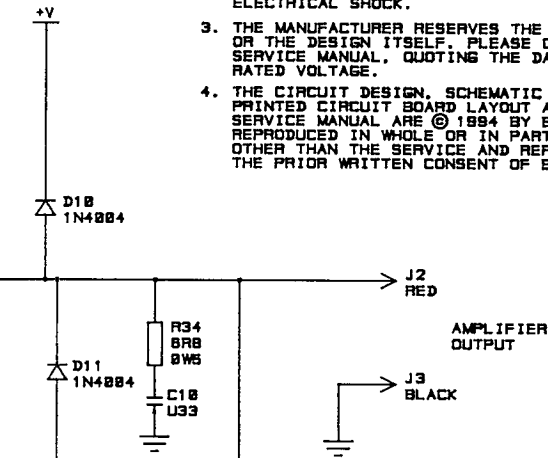 ELECTRICAL SHOCK.
3. THE MANUFACTURER RESERVES THE
OR THE DESIGN ITSELF. PLEASE
SERVICE MANUAL, QUOTING THE DA
RATED VOLTAGE.
4. THE CIRCUIT DESIGN, SCHEMATIC
PRINTED CIRCUIT BOARD LAYOUT A
SERVICE MANUAL ARE © 1994 BY E
REPRODUCED IN WHOLE OR IN PART
OTHER THAN THE SERVICE AND REP
THE PRIOR WRITTEN CONSENT OF E
+V
D10
1N4004
J2
RED
AMPLIFIER
OUTPUT
R34
6R8
0W5
D11
1N4004
C10
U33
J3
BLACK